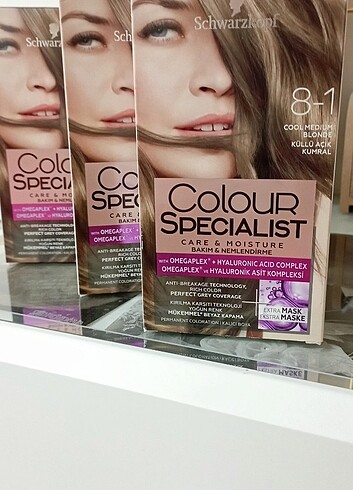 Schwarzkopf
Schwarzkopf
Schwarzkopf
8-1
COOL MEDIUM
BLONDE
KÜLLÜ AÇIK
KUMRAL
COLOUR
SPECIALIST
CARE & MOISTURE
BAKIM & NEMLENDİRME
WITH OMEGAPLEX® + HYALURONIC ACID COMPLEX
OMEGAPLEX® VE HYALURONİK ASİT KOMPLEKSİ
ANTI-BREAKAGE TECHNOLOGY,
RICH COLOR
PERFECT GREY COVERAGE
KIRILMA KARŞITI TEKNOLOJİ
YOĞUN RENK
MÜKEMMEL* BEYAZ KAPAMA
PERMANENT COLORATION | KALICI BOYA
EXTRA MASK
EKSTRA MASKE